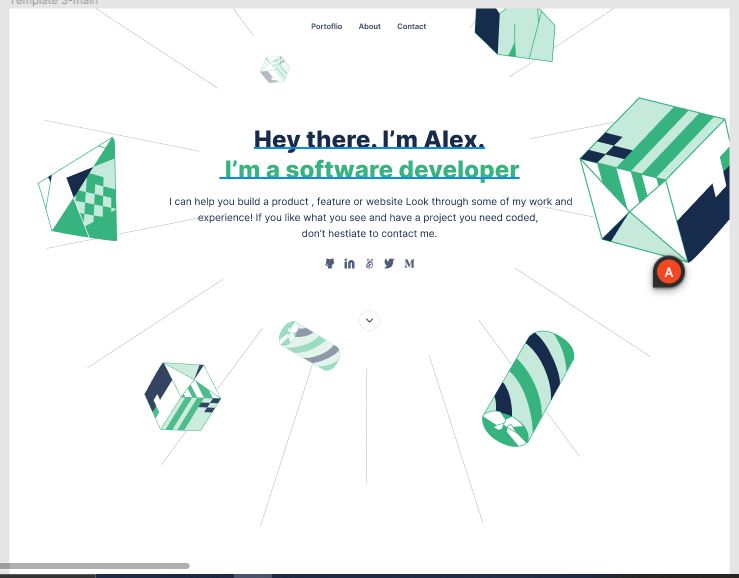 Template 3-main
Portoflio About Contact
Hey there. I'm Alex.
I'm a software developer
I can help you build a product , feature or website Look through some of my work and
experience! If you like what you see and have a project you need coded,
don't hestiate to contact me.
A